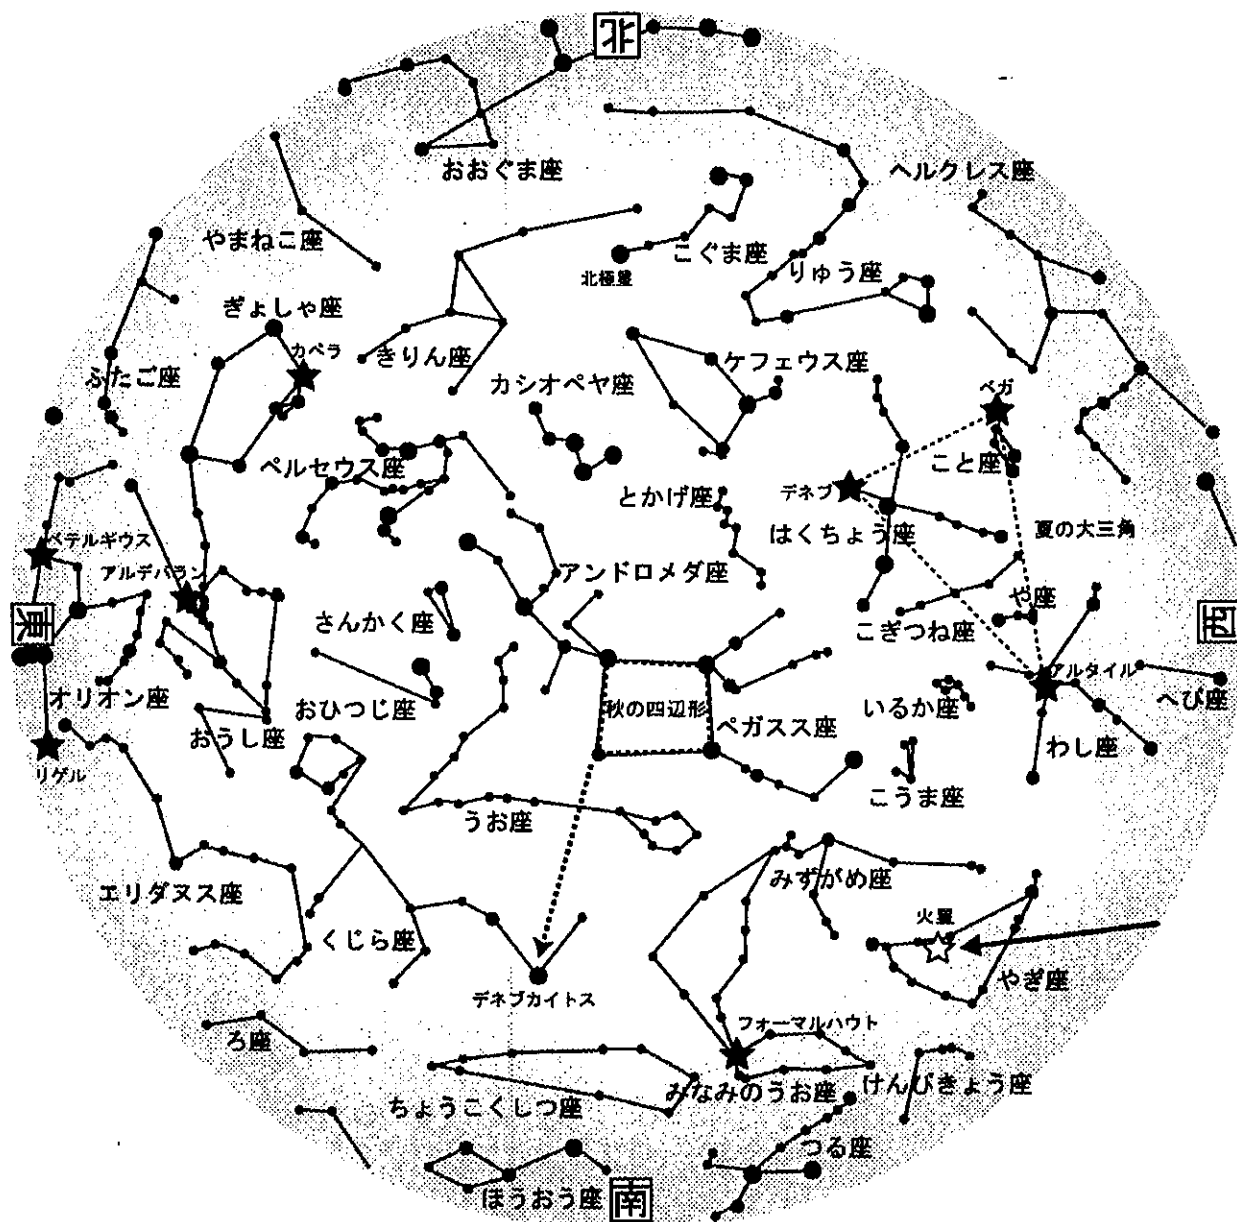 北
おおぐま座
ヘルクレス座
やまねこ座
こぐま座
りゅう座
北極星
ぎょしゃ座
カペラ
きりん座
ふたご座
カシオペヤ座
ケフェウス座
ベガ
ペルセウス座
こと座
とかげ座
デネブ
はくちょう座
夏の大三角
ベテルギウス
アルデバラン
アンドロメダ座
東
さんかく座
こぎつね座
や座
西
オリオン座
おひつじ座
秋の四辺形
ペガスス座
いるか座
アルタイル
へび座
おうし座
わし座
リゲル
うお座
こうま座
エリダヌス座
みずがめ座
くじら座
火星
やぎ座
デネブカイトス
フォーマルハウト
ろ座
ちょうこくしつ座
みなみのうお座
けんびきょう座
つる座
ほうおう座
南